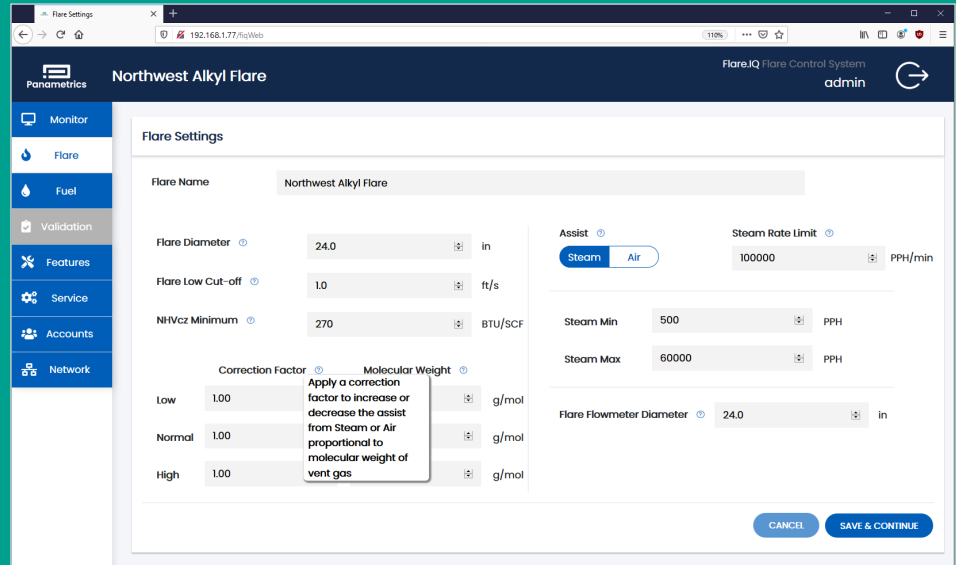 Flare Settings
192.168.1.77/fiqWeb
110%
Panametrics
Northwest Alkyl Flare
Flare.IQ Flare Control System
admin
Monitor
Flare
Fuel
Validation
Features
Service
Accounts
Network
Flare Settings
Flare Name
Northwest Alkyl Flare
Flare Diameter
24.0
in
Flare Low Cut-off
1.0
ft/s
NHVcz Minimum
270
BTU/SCF
Correction Factor
Molecular Weight
Low
1.00
g/mol
Normal
1.00
g/mol
High
1.00
g/mol
Apply a correction
factor to increase or
decrease the assist
from Steam or Air
proportional to
molecular weight of
vent gas
Assist
Steam
Air
Steam Rate Limit
100000
PPH/min
Steam Min
500
PPH
Steam Max
60000
PPH
Flare Flowmeter Diameter
24.0
in
CANCEL
SAVE & CONTINUE